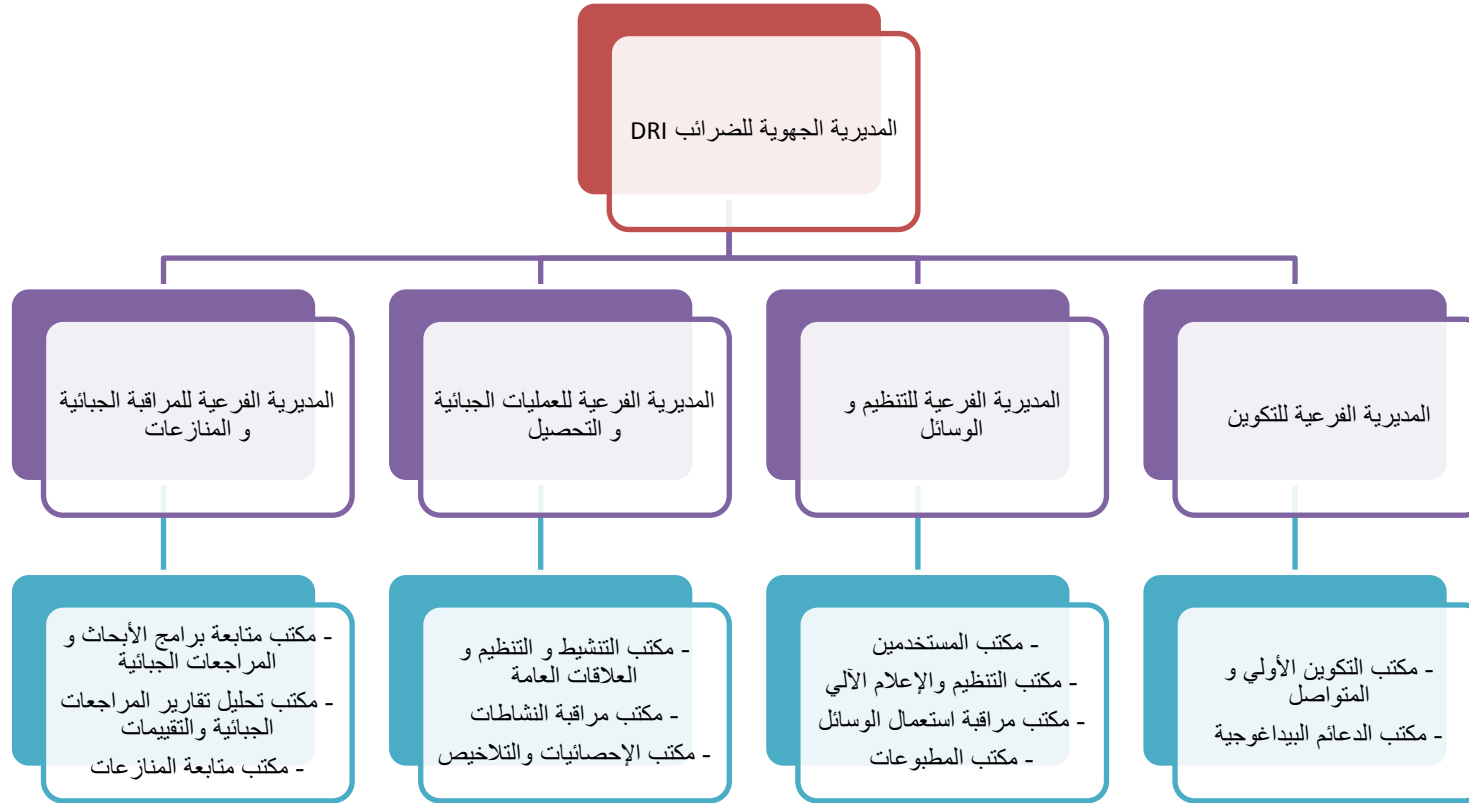 المديرية الجهوية للضرائب DRI
المديرية الفرعية للتكوين
المديرية الفرعية للتنظيم و
الوسائل
المديرية الفرعية للعمليات الجبائية
و التحصيل
المديرية الفرعية للمراقبة الجبائية
و المنازعات
- مكتب التكوين الأولي و
المتواصل
- مكتب الدعائم البيداغوجية
- مكتب المستخدمين
- مكتب التنظيم والإعلام الآلي
- مكتب مراقبة استعمال الوسائل
- مكتب المطبوعات
- مكتب التنشيط و التنظيم و
العلاقات العامة
- مكتب مراقبة النشاطات
- مكتب الإحصائيات والتلاخيص
- مكتب متابعة برامج الأبحاث و
المراجعات الجبائية
- مكتب تحليل تقارير المراجعات
الجبائية والتقييمات
- مكتب متابعة المنازعات